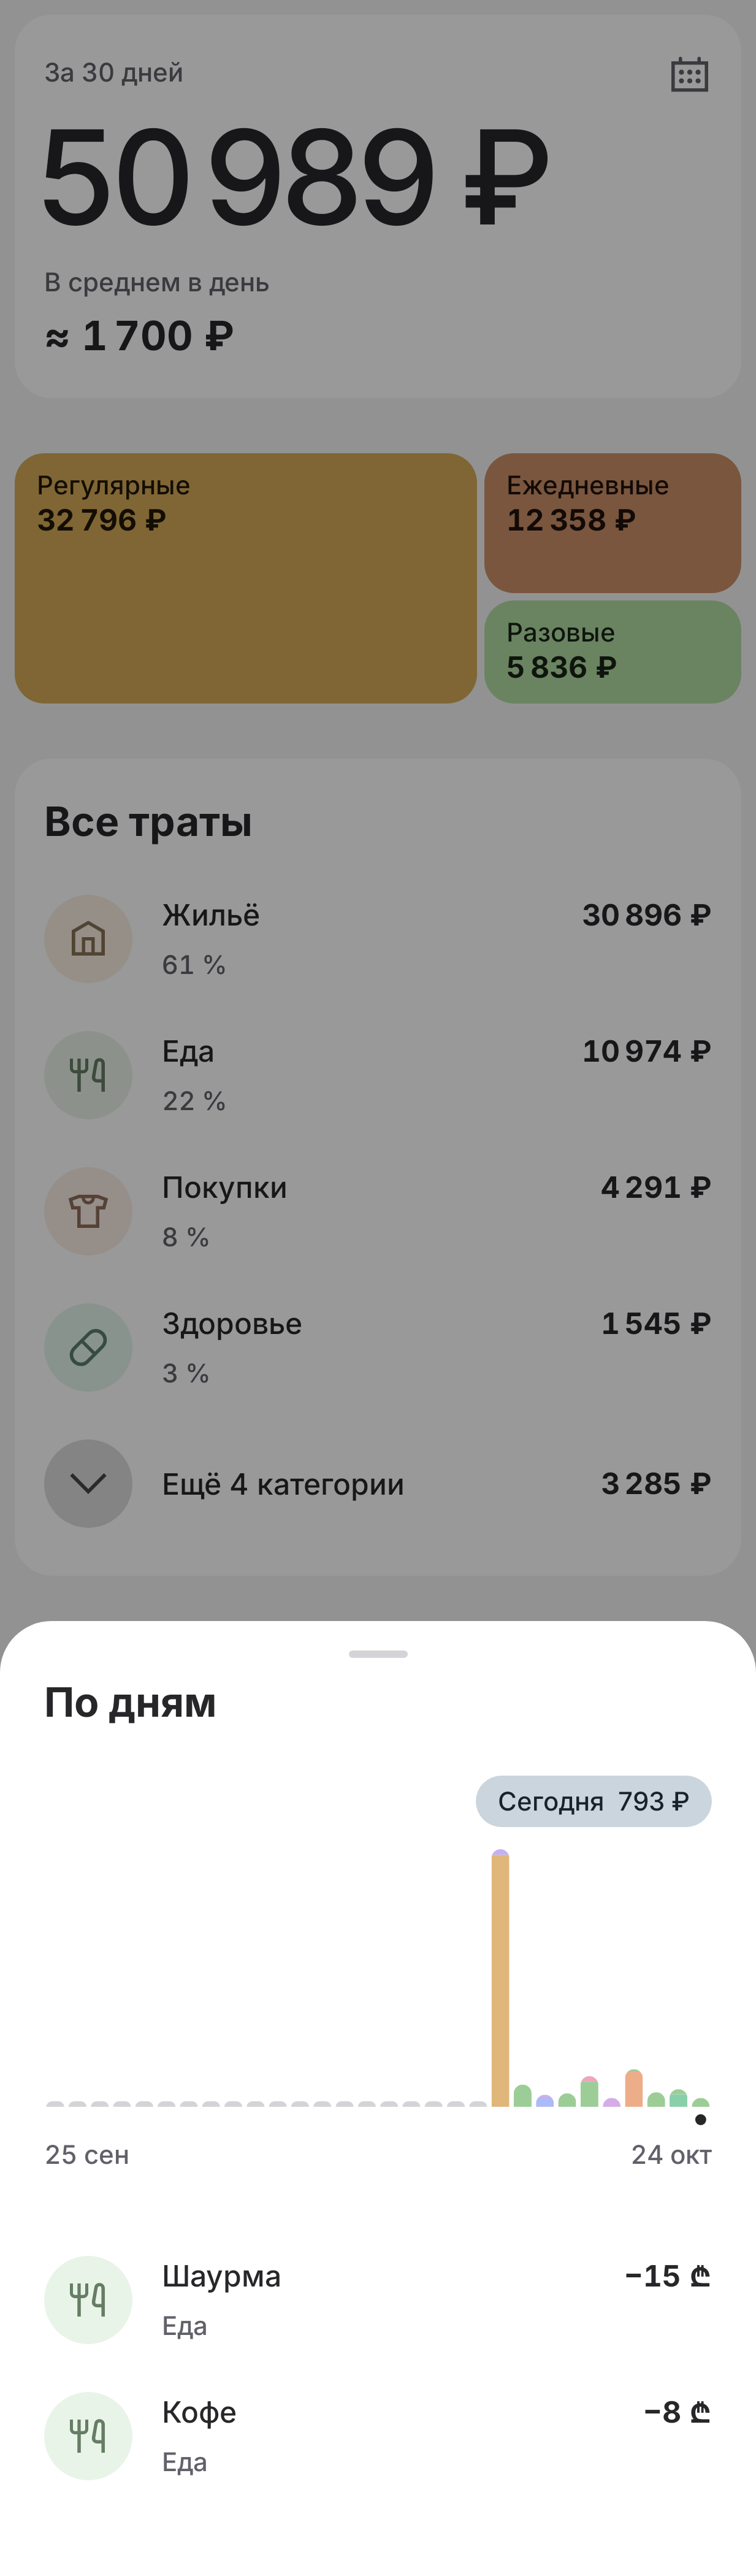 За 30 дней
50 989 ₽
В среднем в день
≈ 1 700 ₽
Регулярные
32 796 ₽
Ежедневные
12 358 ₽
Разовые
5 836 ₽
Все траты
Жильё 30 896 ₽
61 %
Еда 10 974 ₽
22 %
Покупки 4 291 ₽
8 %
Здоровье 1 545 ₽
3 %
Ещё 4 категории 3 285 ₽
По дням
Сегодня 793 ₽
25 сен 24 окт
Шаурма −15 ₾
Еда
Кофе −8 ₾
Еда